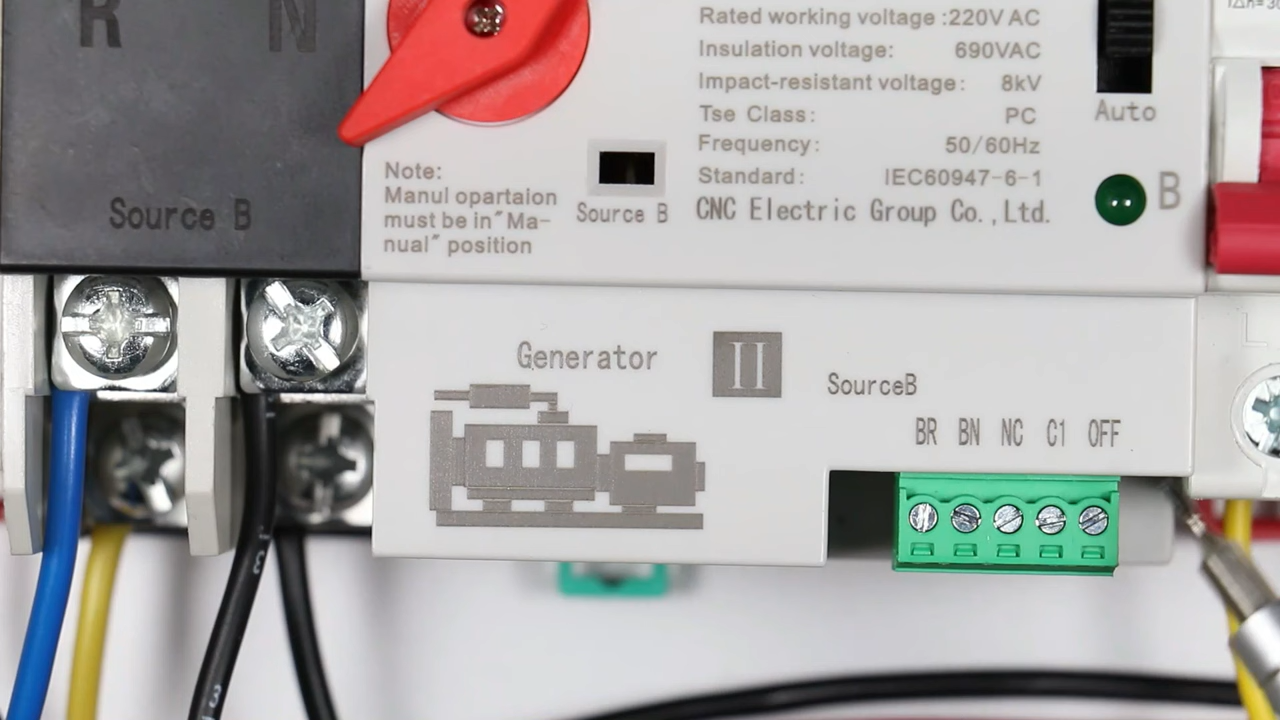 R N
Source B
Note:
Manul opartaion
must be in"Ma-
nual" position
Source B
Rated working voltage :220V AC
Insulation voltage: 690VAC
Impact-resistant voltage: 8kV
Tse Class: PC
Frequency: 50/60Hz
Standard: IEC60947-6-1
CNC Electric Group Co.,Ltd.
Auto
B
Generator
II
SourceB
BR BN NC C1 OFF
L
3
3